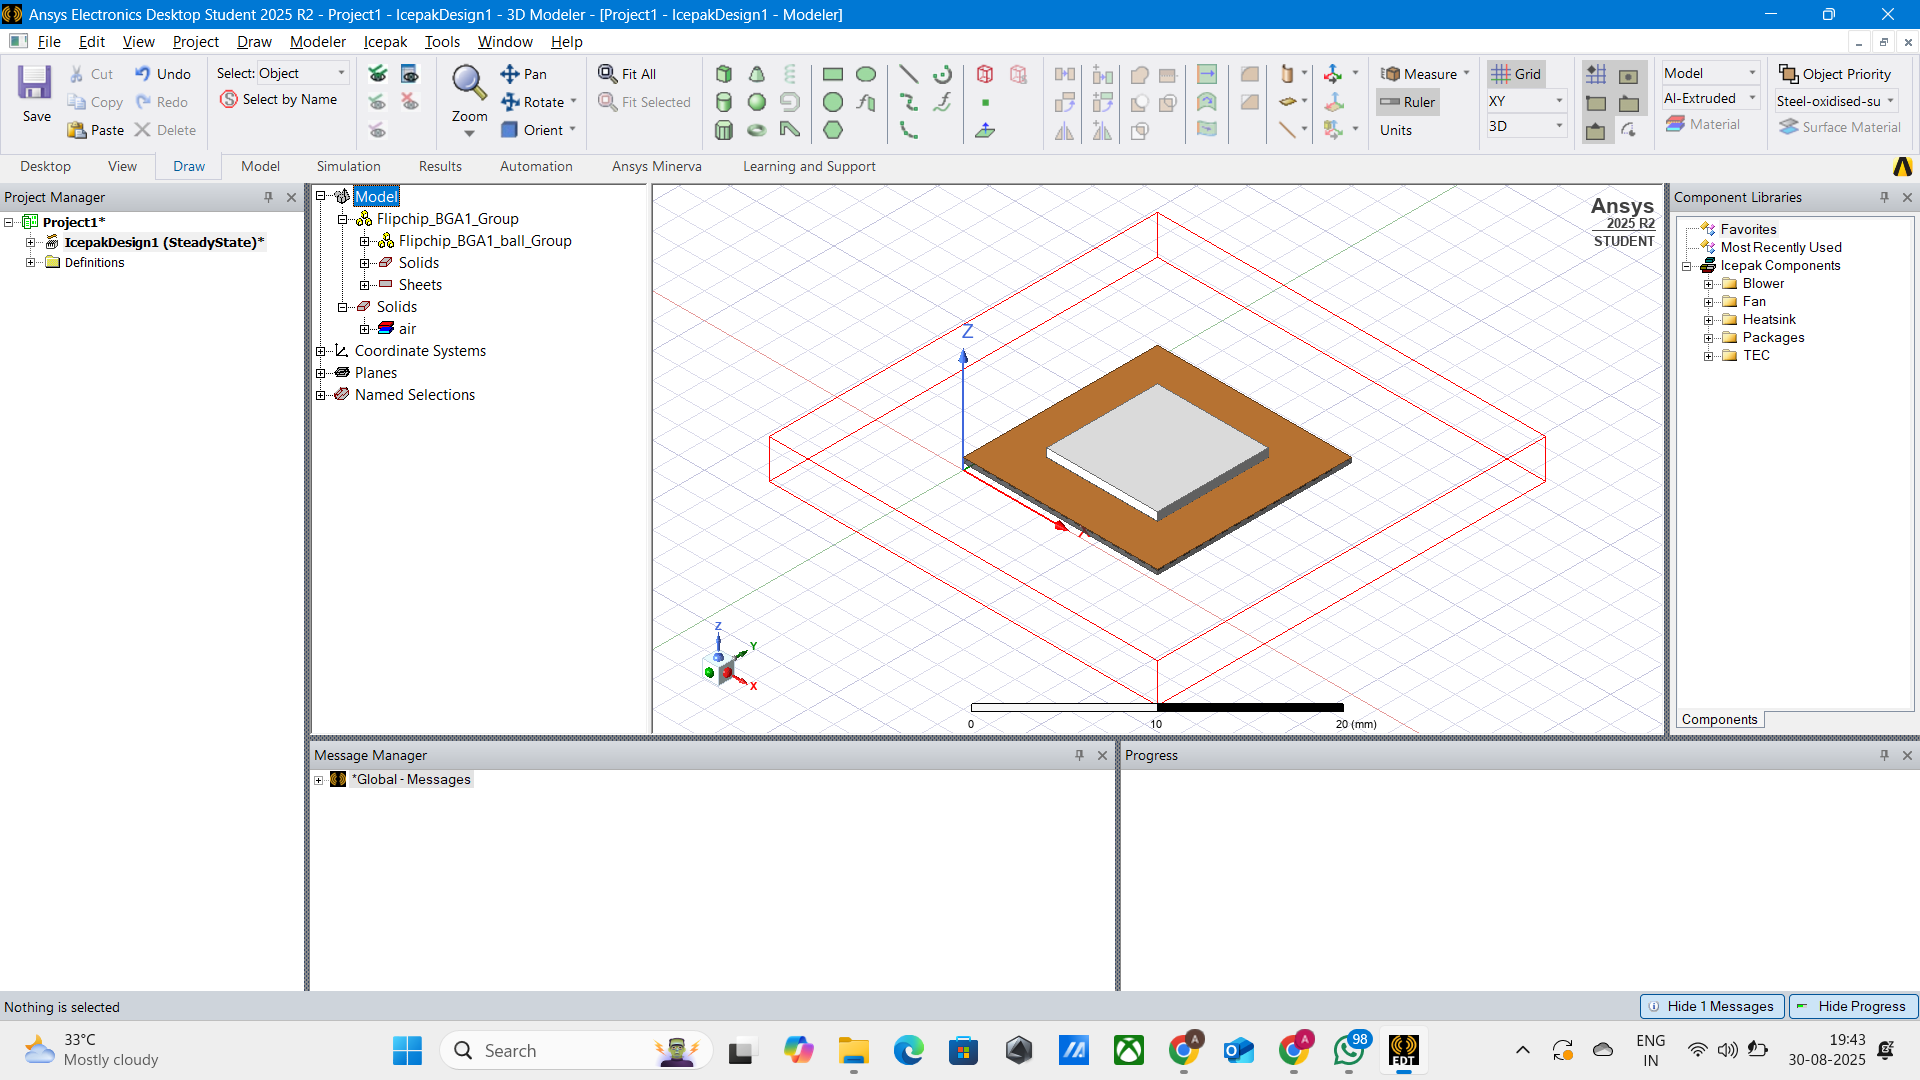 Ansys Electronics Desktop Student 2025 R2 - Project1 - IcepakDesign1 - 3D Modeler - [Project1 - IcepakDesign1 - Modeler]
File Edit View Project Draw Modeler Icepak Tools Window Help
Save
Cut
Copy
Paste
Undo
Redo
Delete
Select: Object
Select by Name
Zoom
Pan
Rotate
Orient
Fit All
Fit Selected
Measure
Ruler
Units
Grid
XY
3D
Model
Al-Extruded
Material
Object Priority
Steel-oxidised-su
Surface Material
Desktop View Draw Model Simulation Results Automation Ansys Minerva Learning and Support
Project Manager
Project1*
IcepakDesign1 (SteadyState)*
Definitions
Model
Flipchip_BGA1_Group
Flipchip_BGA1_ball_Group
Solids
Sheets
Solids
air
Coordinate Systems
Planes
Named Selections
Ansys
2025 R2
STUDENT
Z
X
Z
Y
X
0 10 20 (mm)
Component Libraries
Favorites
Most Recently Used
Icepak Components
Blower
Fan
Heatsink
Packages
TEC
Components
Message Manager
*Global - Messages
Progress
Nothing is selected
Hide 1 Messages
Hide Progress
33°C
Mostly cloudy
Search
A
A
98
EDT
ENG
IN
19:43
30-08-2025